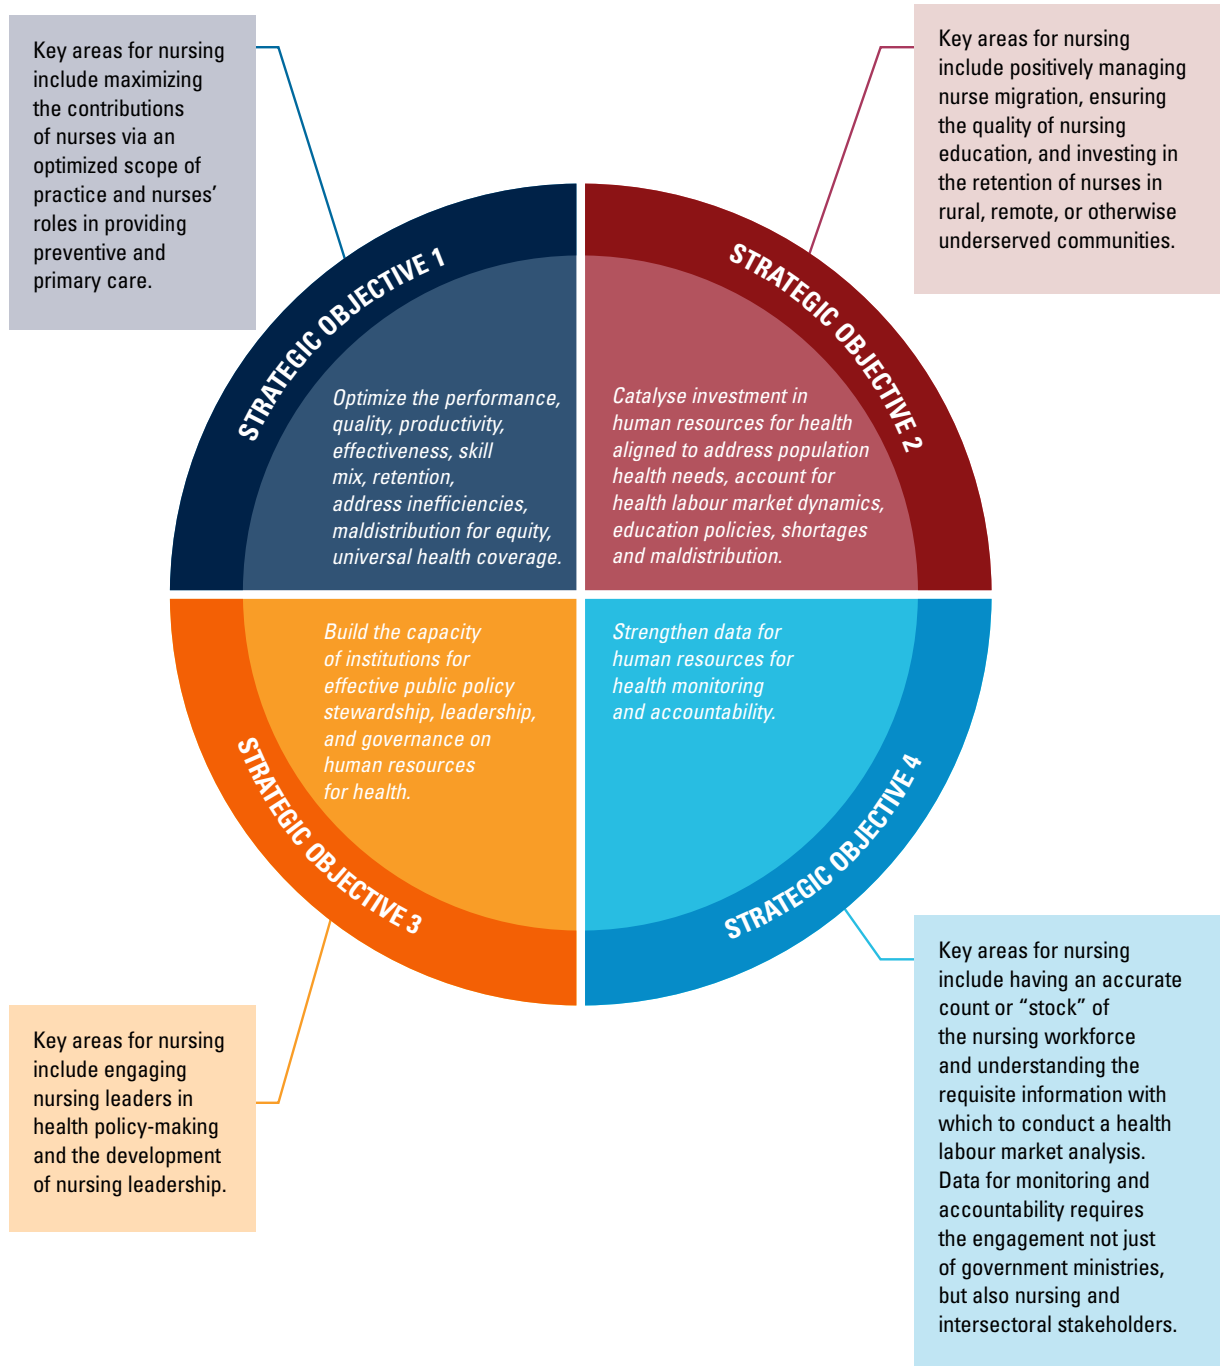 Key areas for nursing
include maximizing
the contributions
of nurses via an
optimized scope of
practice and nurses’
roles in providing
preventive and
primary care.
Key areas for nursing
include positively managing
nurse migration, ensuring
the quality of nursing
education, and investing in
the retention of nurses in
rural, remote, or otherwise
underserved communities.
STRATEGIC OBJECTIVE 1
Optimize the performance,
quality, productivity,
effectiveness, skill
mix, retention,
address inefficiencies,
maldistribution for equity,
universal health coverage.
STRATEGIC OBJECTIVE 2
Catalyse investment in
human resources for health
aligned to address population
health needs, account for
health labour market dynamics,
education policies, shortages
and maldistribution.
Build the capacity
of institutions for
effective public policy
stewardship, leadership,
and governance on
human resources
for health.
STRATEGIC OBJECTIVE 3
Strengthen data for
human resources for
health monitoring
and accountability.
STRATEGIC OBJECTIVE 4
Key areas for nursing
include engaging
nursing leaders in
health policy-making
and the development
of nursing leadership.
Key areas for nursing
include having an accurate
count or “stock” of
the nursing workforce
and understanding the
requisite information with
which to conduct a health
labour market analysis.
Data for monitoring and
accountability requires
the engagement not just
of government ministries,
but also nursing and
intersectoral stakeholders.